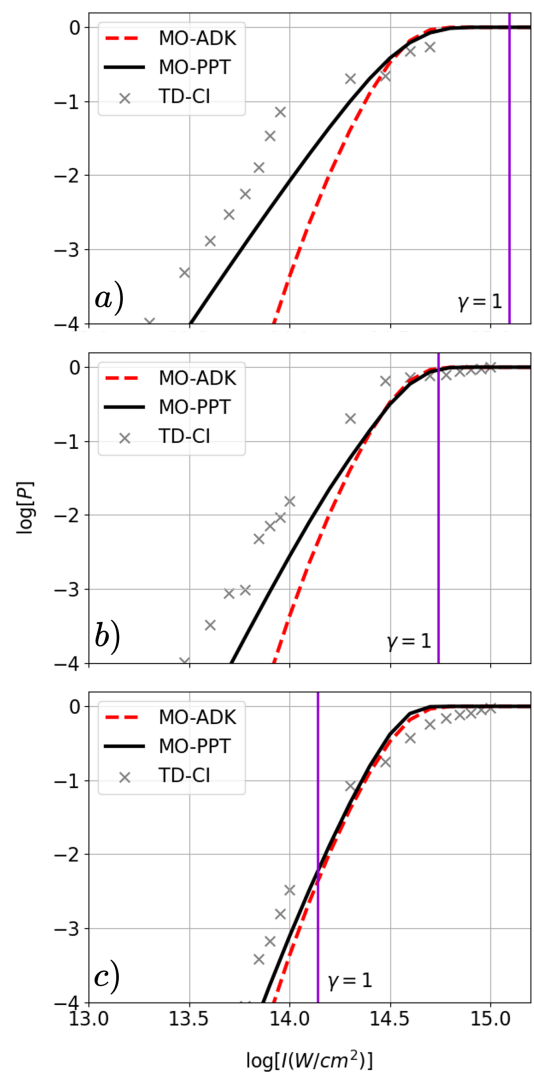 0
−1
−2
−3
−4
MO-ADK
MO-PPT
TD-CI
a)
γ = 1
0
−1
−2
−3
−4
MO-ADK
MO-PPT
TD-CI
b)
γ = 1
log[P]
0
−1
−2
−3
−4
MO-ADK
MO-PPT
TD-CI
c)
γ = 1
13.0 13.5 14.0 14.5 15.0
log[I(W/cm²)]